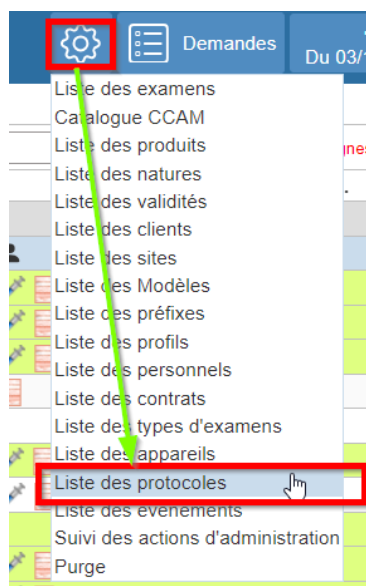 Demandes
Du 03/1
Liste des examens
Catalogue CCAM
Liste des produits
Liste des natures
Liste des validités
Liste des clients
Liste des sites
Liste des Modèles
Liste des préfixes
Liste des profils
Liste des personnels
Liste des contrats
Liste des types d'examens
Liste des appareils
Liste des protocoles
Liste des évènements
Suivi des actions d'administration
Purge